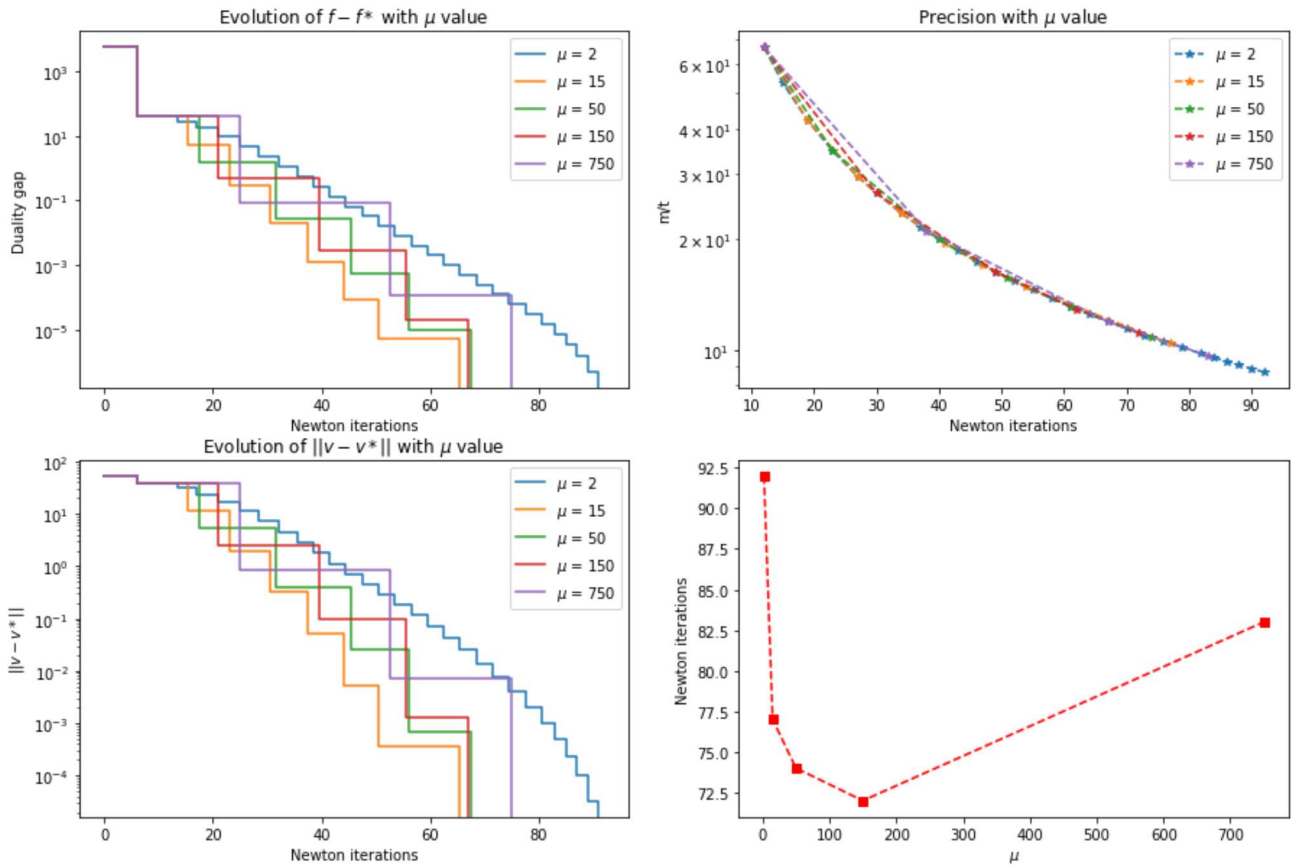 Evolution of f − f* with μ value
10³
10¹
10⁻¹
10⁻³
10⁻⁵
Duality gap
μ = 2
μ = 15
μ = 50
μ = 150
μ = 750
0 20 40 60 80
Newton iterations
Precision with μ value
6 × 10¹
4 × 10¹
3 × 10¹
2 × 10¹
10¹
m/t
μ = 2
μ = 15
μ = 50
μ = 150
μ = 750
10 20 30 40 50 60 70 80 90
Newton iterations
Evolution of ||v − v*|| with μ value
10²
10¹
10⁰
10⁻¹
10⁻²
10⁻³
10⁻⁴
||v − v*||
μ = 2
μ = 15
μ = 50
μ = 150
μ = 750
0 20 40 60 80
Newton iterations
92.5
90.0
87.5
85.0
82.5
80.0
77.5
75.0
72.5
Newton iterations
0 100 200 300 400 500 600 700
μ